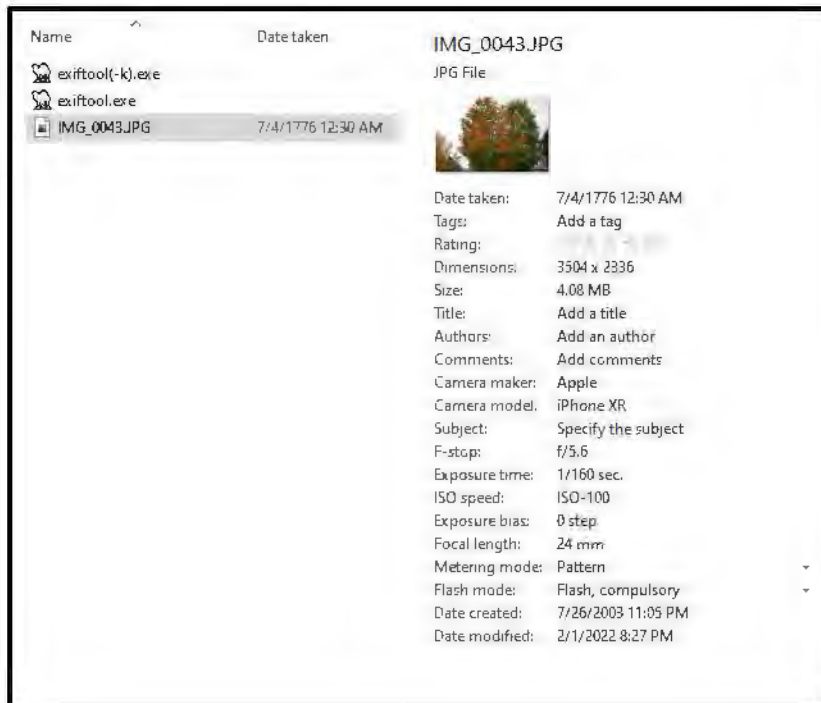 Name Date taken
exiftool(-k).exe
exiftool.exe
IMG_0043.JPG 7/4/1776 12:30 AM
IMG_0043.JPG
JPG File
Date taken: 7/4/1776 12:30 AM
Tags: Add a tag
Rating:
Dimensions: 3504 x 2336
Size: 4.08 MB
Title: Add a title
Authors: Add an author
Comments: Add comments
Camera maker: Apple
Camera model: iPhone XR
Subject: Specify the subject
F-stop: f/5.6
Exposure time: 1/160 sec.
ISO speed: ISO-100
Exposure bias: 0 step
Focal length: 24 mm
Metering mode: Pattern
Flash mode: Flash, compulsory
Date created: 7/26/2003 11:05 PM
Date modified: 2/1/2022 8:27 PM